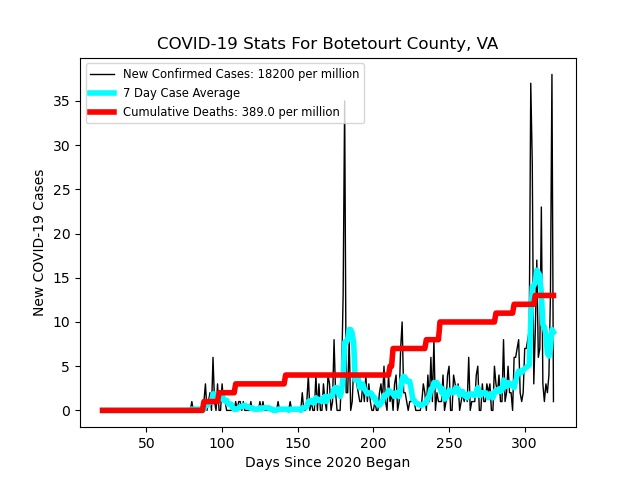 COVID-19 Stats For Botetourt County, VA
New Confirmed Cases: 18200 per million
7 Day Case Average
Cumulative Deaths: 389.0 per million
New COVID-19 Cases
35
30
25
20
15
10
5
0
50 100 150 200 250 300
Days Since 2020 Began